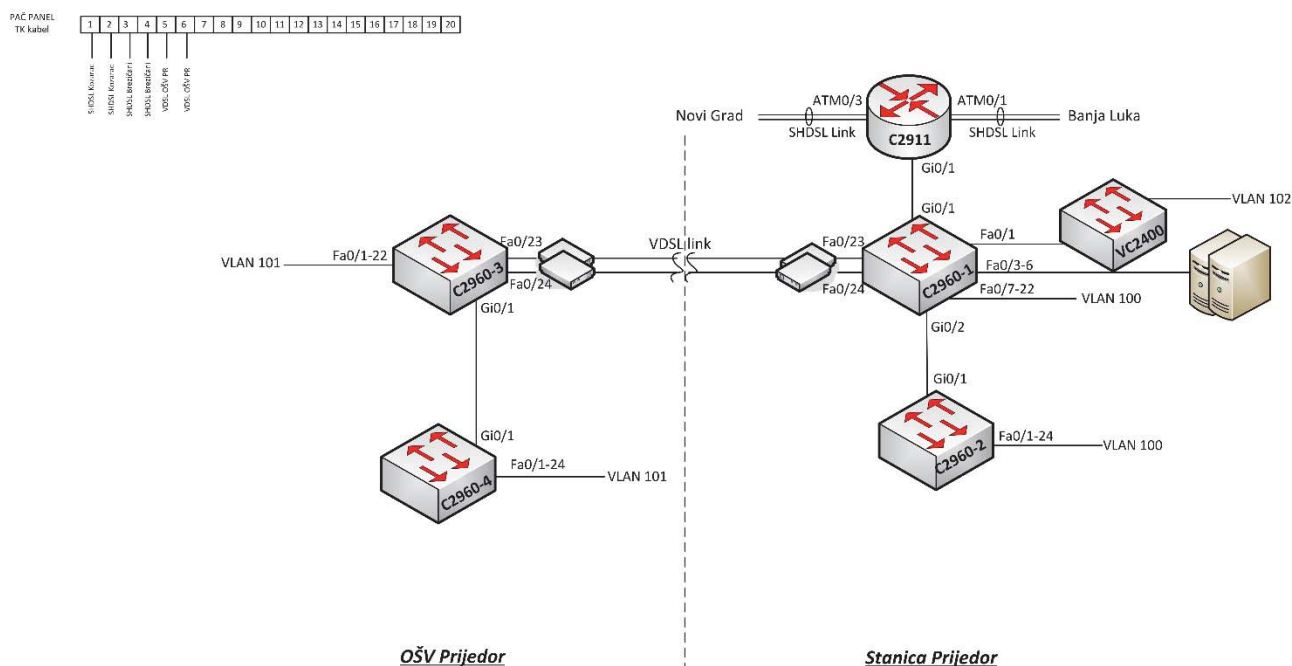 PAČ PANEL
TK kabel
1 2 3 4 5 6 7 8 9 10 11 12 13 14 15 16 17 18 19 20
SHDSL Kozarac
SHDSL Kozarac
SHDSL Brezičani
SHDSL Brezičani
VDSL OŠV PR
VDSL OŠV PR
ATM0/3
ATM0/1
Novi Grad
Banja Luka
SHDSL Link
SHDSL Link
C2911
Gi0/1
Gi0/1
VLAN 102
VC2400
Fa0/23
VDSL link
Fa0/23
Fa0/1
VLAN 101
Fa0/1-22
C2960-3
Fa0/24
Fa0/24
C2960-1
Fa0/3-6
Fa0/7-22
VLAN 100
Gi0/1
Gi0/2
Gi0/1
Gi0/1
C2960-4
Fa0/1-24
VLAN 101
C2960-2
Fa0/1-24
VLAN 100
OŠV Prijedor
Stanica Prijedor